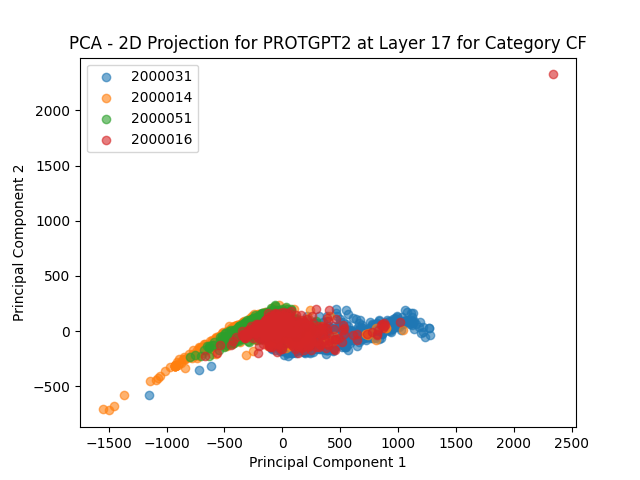 PCA - 2D Projection for PROTGPT2 at Layer 17 for Category CF
2000031
2000014
2000051
2000016
Principal Component 2
2000
1500
1000
500
0
−500
−1500 −1000 −500 0 500 1000 1500 2000 2500
Principal Component 1